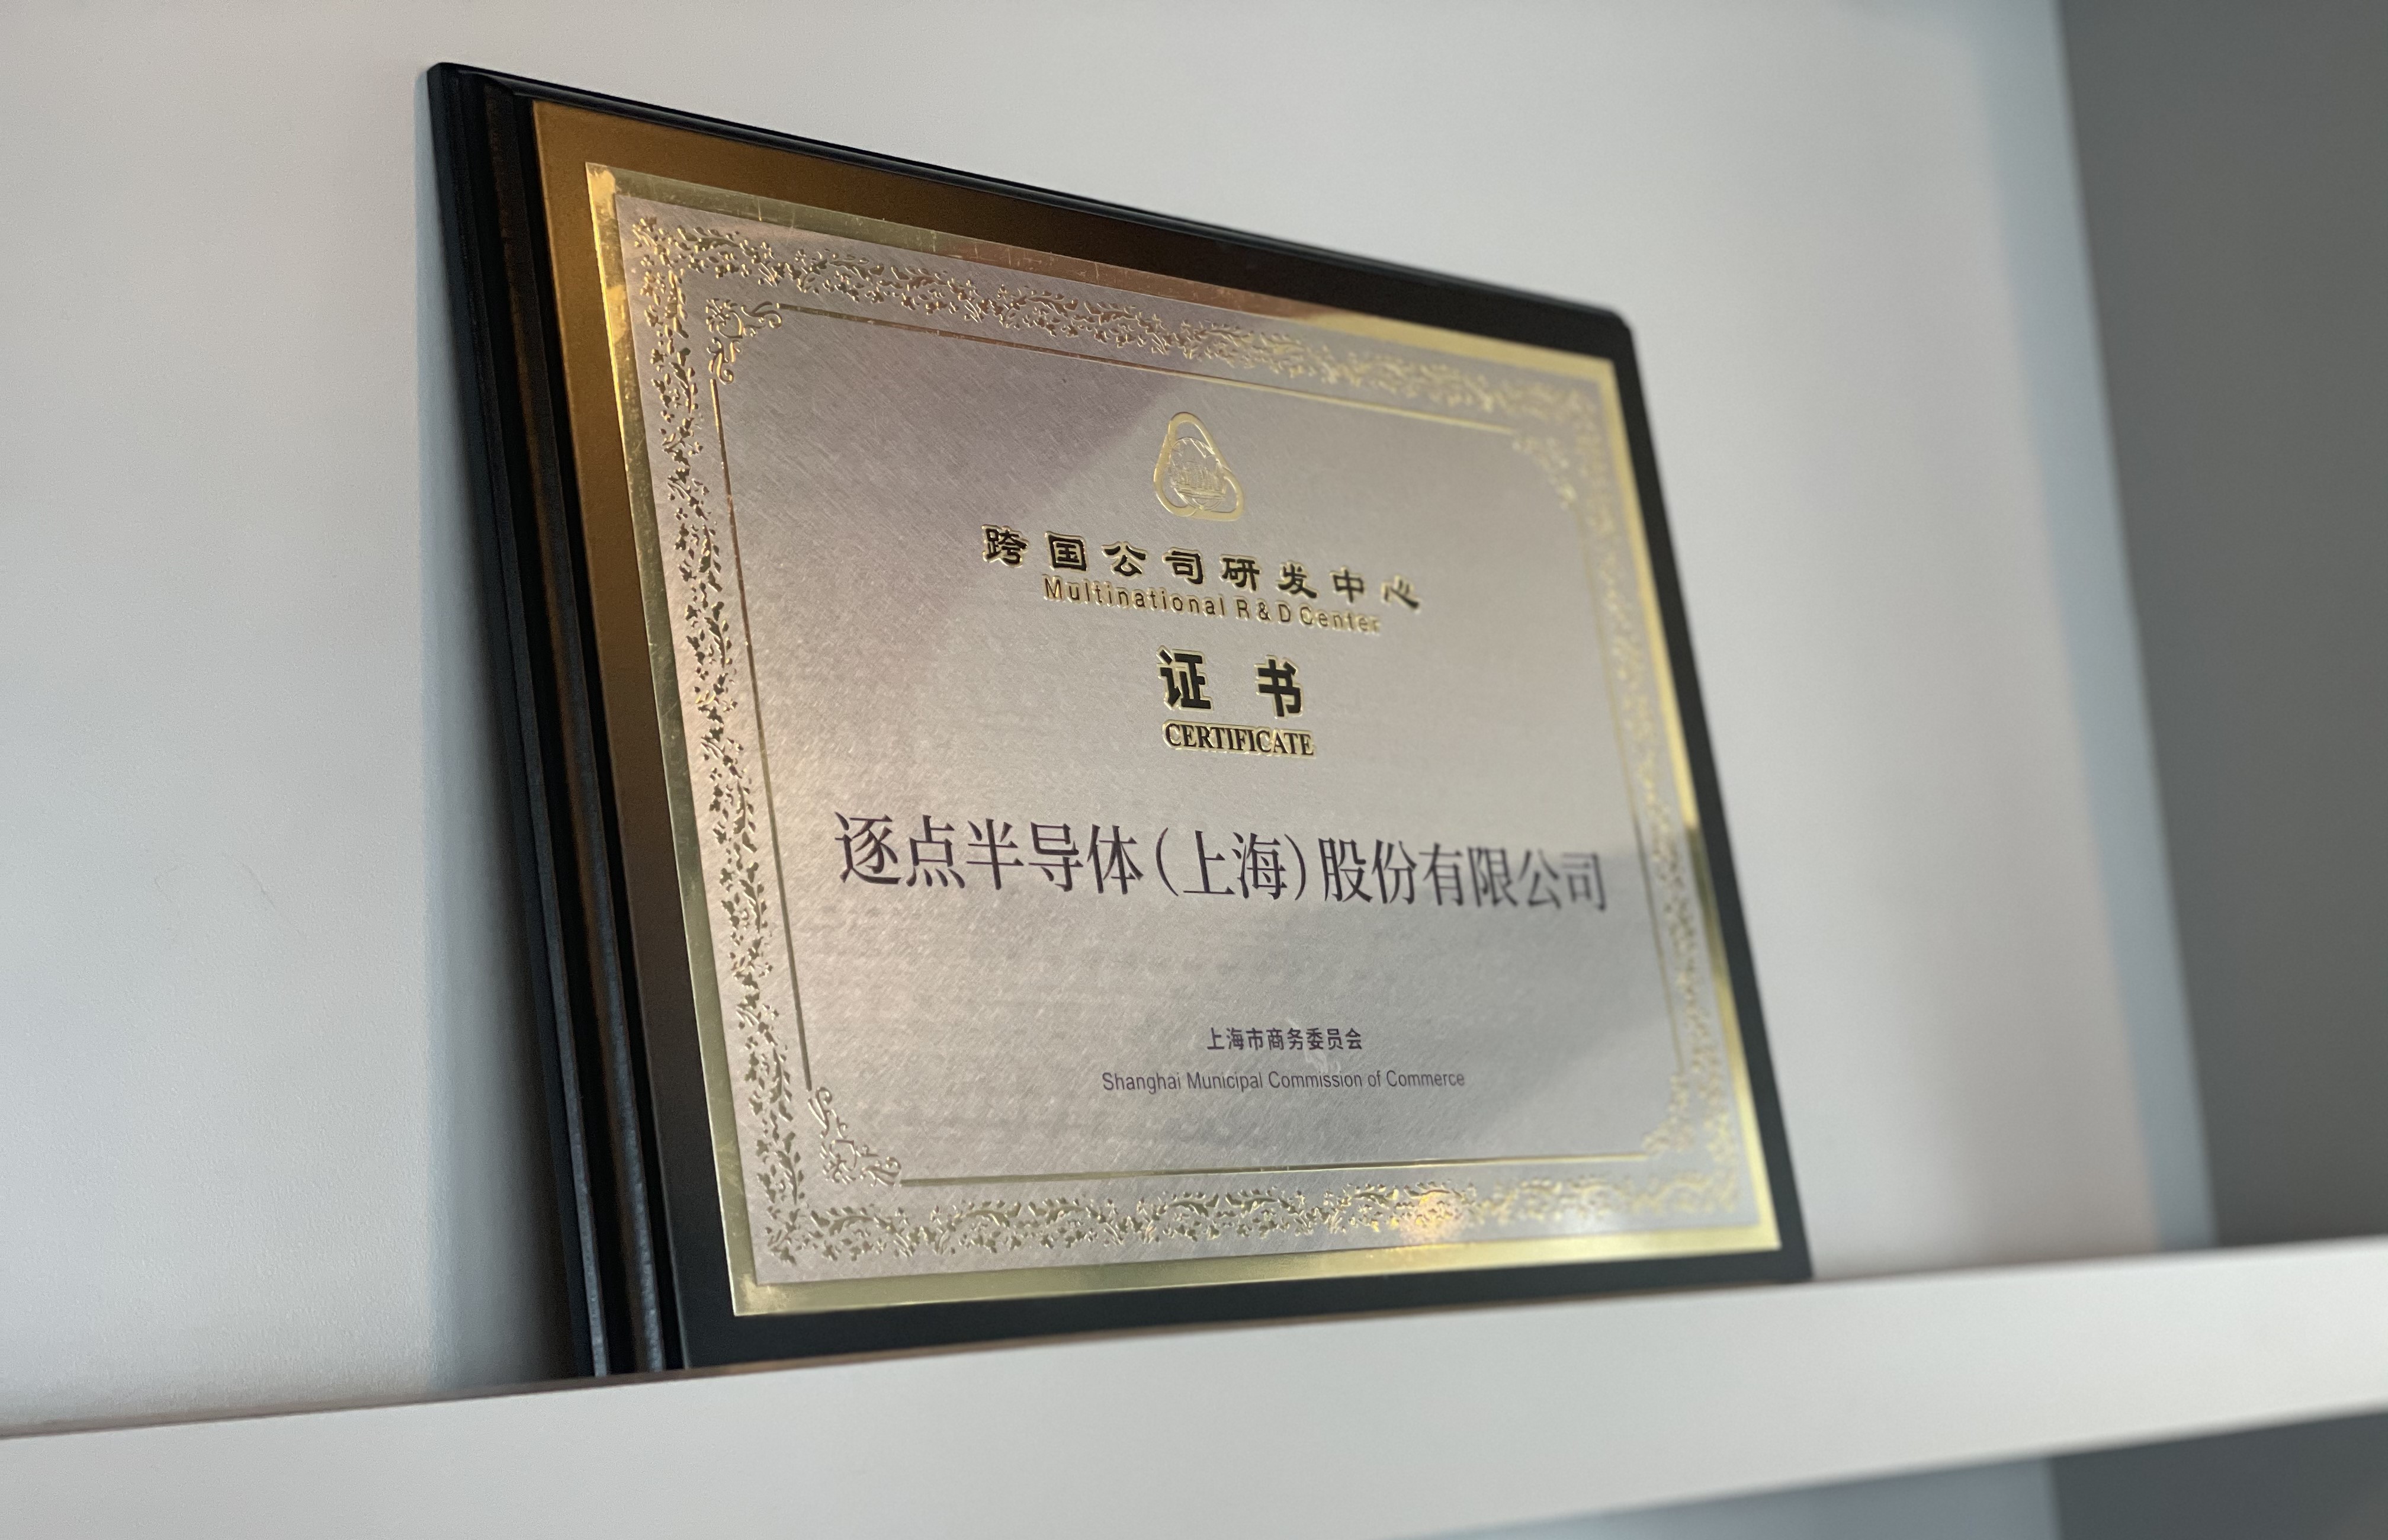 跨国公司研发中心
Multinational R & D Center
证书
CERTIFICATE
逐点半导体(上海)股份有限公司
上海市商务委员会
Shanghai Municipal Commission of Commerce